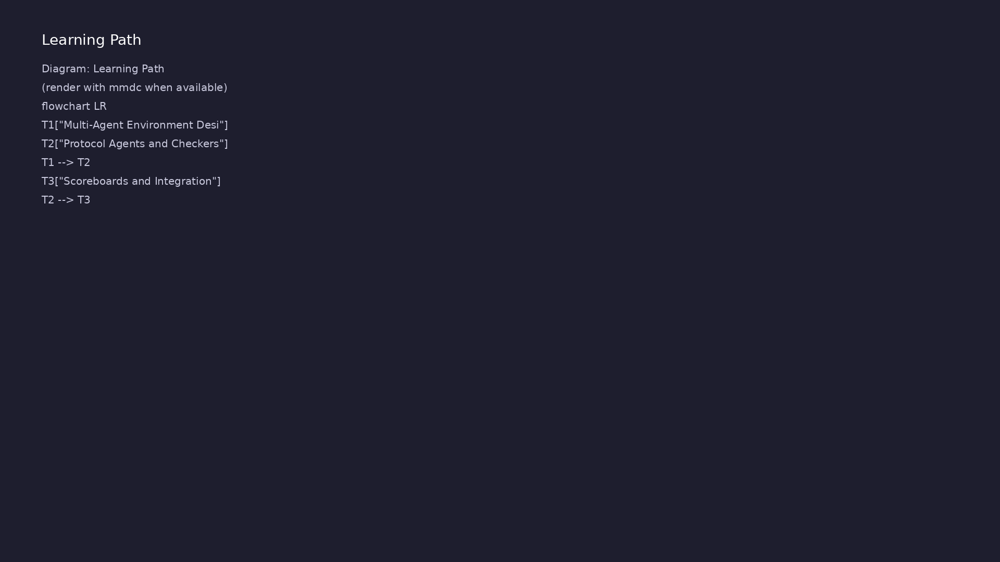 Learning Path
Diagram: Learning Path
(render with mmdc when available)
flowchart LR
T1["Multi-Agent Environment Desi"]
T2["Protocol Agents and Checkers"]
T1 --> T2
T3["Scoreboards and Integration"]
T2 --> T3